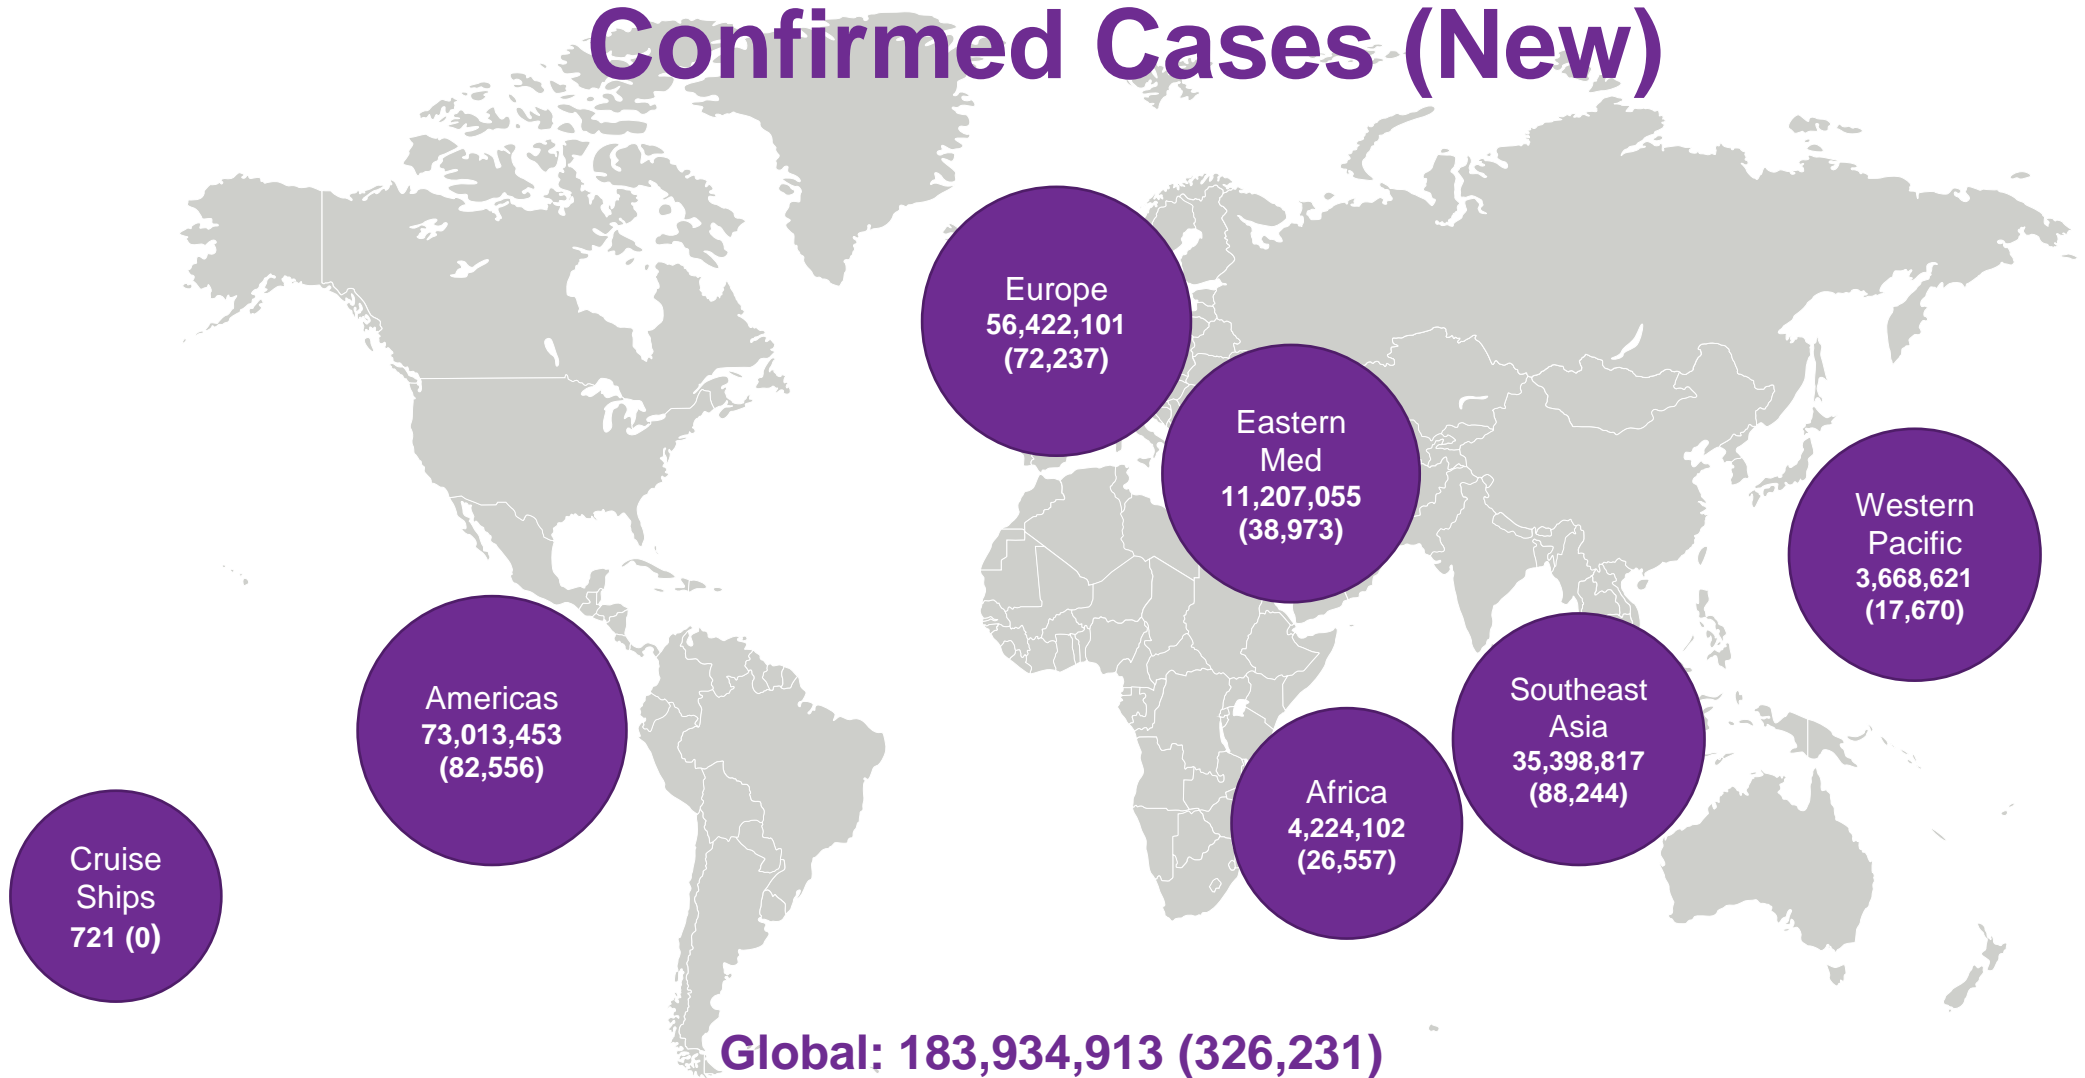 Confirmed Cases (New)
Europe
56,422,101
(72,237)
Eastern
Med
11,207,055
(38,973)
Western
Pacific
3,668,621
(17,670)
Americas
73,013,453
(82,556)
Southeast
Asia
35,398,817
(88,244)
Africa
4,224,102
(26,557)
Cruise
Ships
721 (0)
Global: 183,934,913 (326,231)